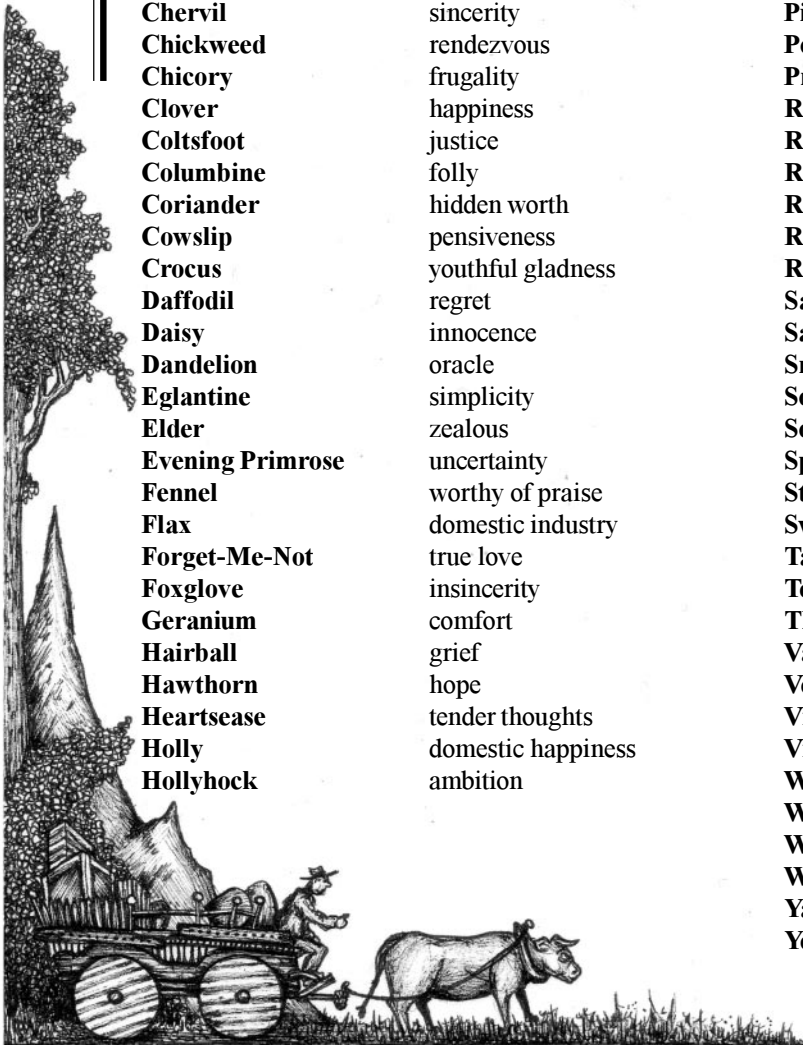 Chervil sincerity
Chickweed rendezvous
Chicory frugality
Clover happiness
Coltsfoot justice
Columbine folly
Coriander hidden worth
Cowslip pensiveness
Crocus youthful gladness
Daffodil regret
Daisy innocence
Dandelion oracle
Eglantine simplicity
Elder zealous
Evening Primrose uncertainty
Fennel worthy of praise
Flax domestic industry
Forget-Me-Not true love
Foxglove insincerity
Geranium comfort
Hairball grief
Hawthorn hope
Heartsease tender thoughts
Holly domestic happiness
Hollyhock ambition